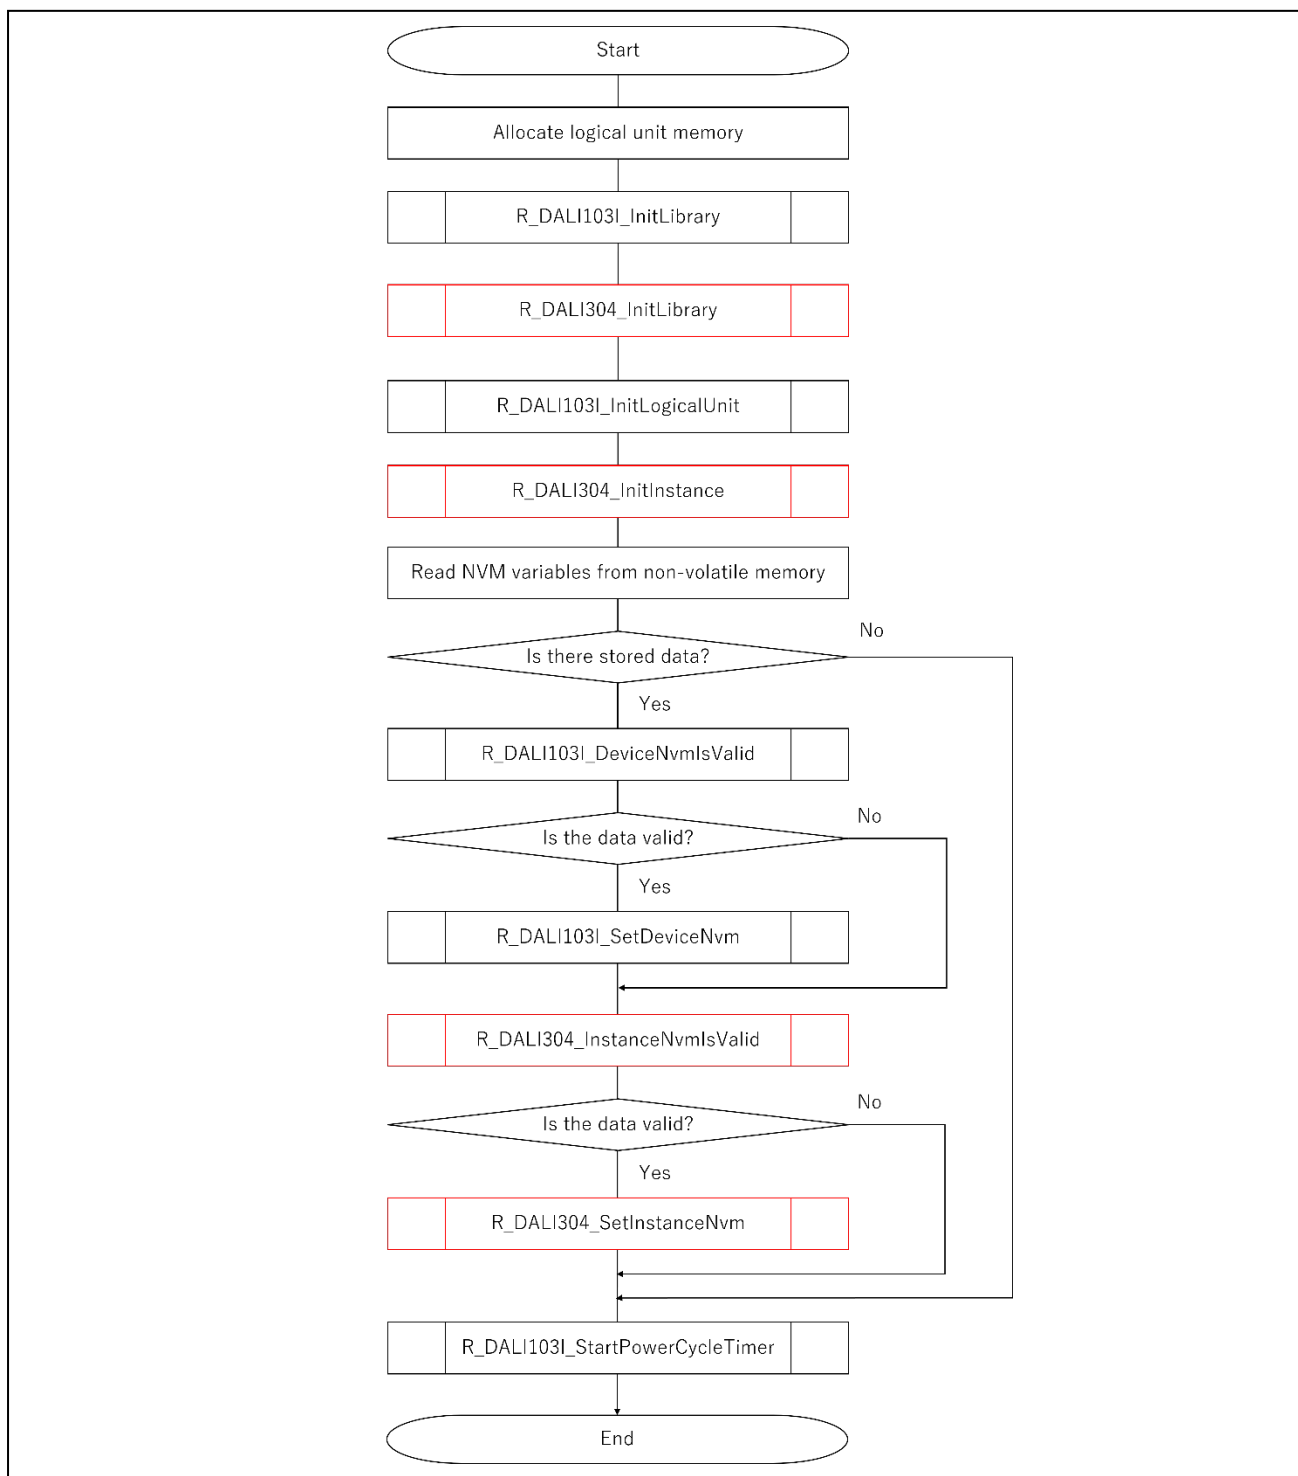 Start
Allocate logical unit memory
R_DALI103I_InitLibrary
R_DALI304_InitLibrary
R_DALI103I_InitLogicalUnit
R_DALI304_InitInstance
Read NVM variables from non-volatile memory
No
Is there stored data?
Yes
R_DALI103I_DeviceNvmIsValid
No
Is the data valid?
Yes
R_DALI103I_SetDeviceNvm
R_DALI304_InstanceNvmIsValid
No
Is the data valid?
Yes
R_DALI304_SetInstanceNvm
R_DALI103I_StartPowerCycleTimer
End